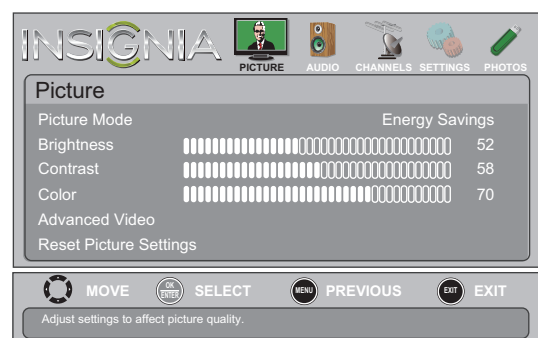 INSIGNIA
PICTURE AUDIO CHANNELS SETTINGS PHOTOS
Picture
Picture Mode Energy Savings
Brightness 52
Contrast 58
Color 70
Advanced Video
Reset Picture Settings
MOVE OK ENTER SELECT MENU PREVIOUS EXIT EXIT
Adjust settings to affect picture quality.